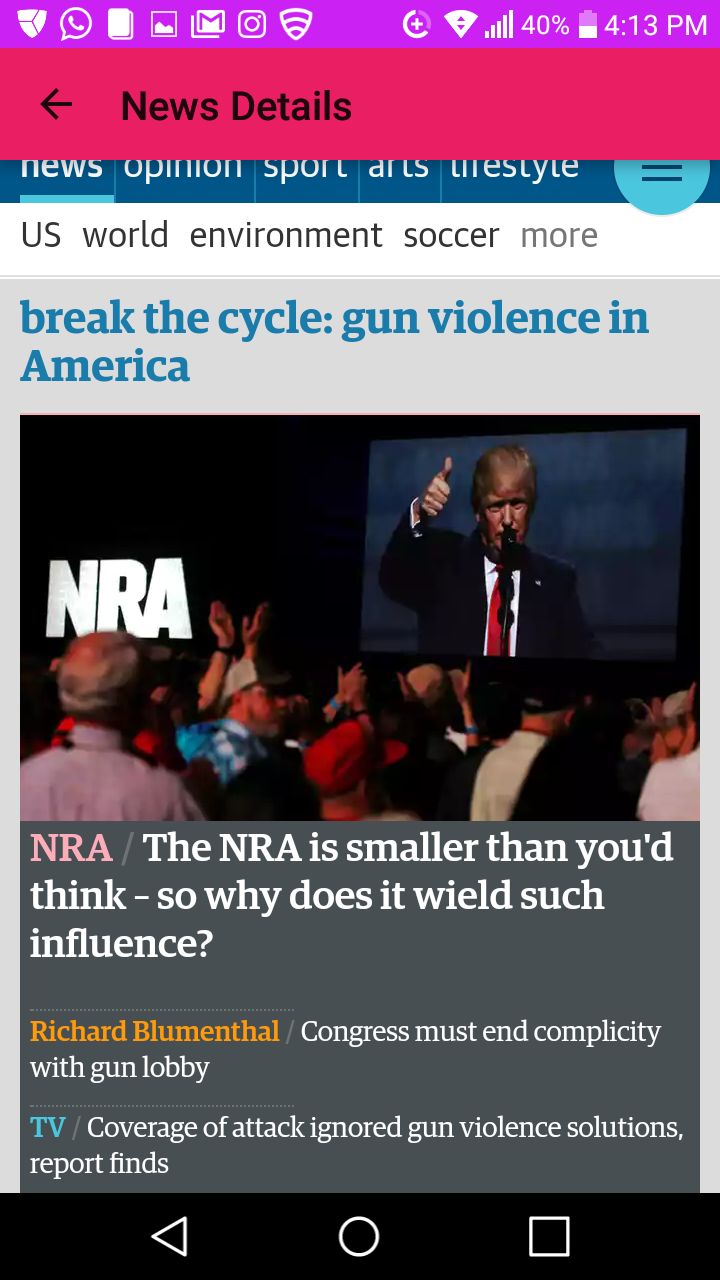 40% 4:13 PM
News Details
news opinion sport arts lifestyle
US world environment soccer more
break the cycle: gun violence in
America
NRA
NRA / The NRA is smaller than you'd
think – so why does it wield such
influence?
Richard Blumenthal / Congress must end complicity
with gun lobby
TV / Coverage of attack ignored gun violence solutions,
report finds